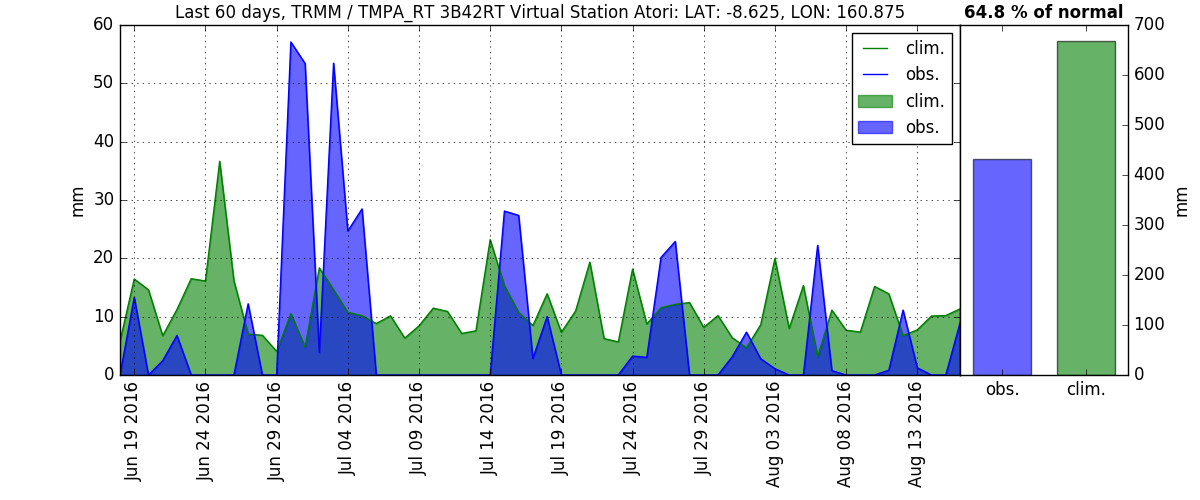 Last 60 days, TRMM / TMPA_RT 3B42RT Virtual Station Atori: LAT: -8.625, LON: 160.875
64.8 % of normal
60
50
40
30
20
10
0
mm
clim.
obs.
clim.
obs.
Jun 19 2016
Jun 24 2016
Jun 29 2016
Jul 04 2016
Jul 09 2016
Jul 14 2016
Jul 19 2016
Jul 24 2016
Jul 29 2016
Aug 03 2016
Aug 08 2016
Aug 13 2016
700
600
500
400
300
200
100
0
mm
obs.
clim.